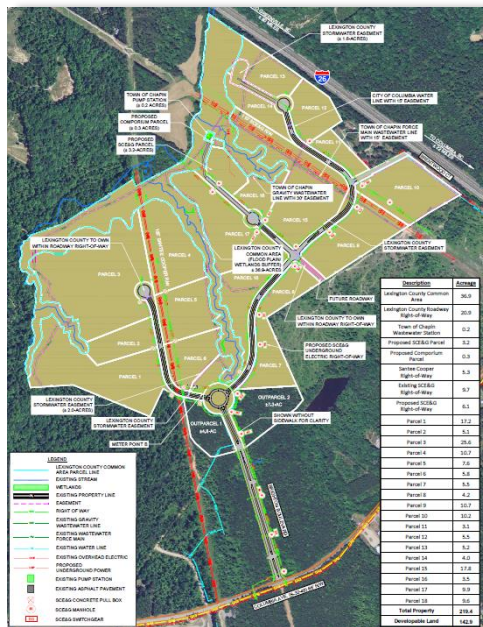 LEXINGTON COUNTY
STORMWATER EASEMENT
(± 1.8-ACRES)
CITY OF COLUMBIA WATER
LINE WITH 15' EASEMENT
TOWN OF CHAPIN FORCE
MAIN WASTEWATER LINE
WITH 15' EASEMENT
TOWN OF CHAPIN
PUMP STATION
(± 0.2 ACRES)
PROPOSED
COMPORIUM PARCEL
(± 0.3 ACRES)
PROPOSED
SCE&G PARCEL
(± 3.2-ACRES)
PARCEL 13
PARCEL 14
PARCEL 12
PARCEL 11
PARCEL 10
TOWN OF CHAPIN
GRAVITY WASTEWATER
LINE WITH 30' EASEMENT
PARCEL 16
PARCEL 15
PARCEL 17
PARCEL 9
LEXINGTON COUNTY TO OWN
WITHIN ROADWAY RIGHT-OF-WAY
LEXINGTON COUNTY
COMMON AREA
(FLOOD PLAIN/
WETLANDS BUFFER)
± 36.9-ACRES)
LEXINGTON COUNTY
STORMWATER EASEMENT
PARCEL 3
PARCEL 4
PARCEL 5
PARCEL 8
FUTURE ROADWAY
LEXINGTON COUNTY TO OWN
WITHIN ROADWAY RIGHT-OF-WAY
PARCEL 2
PARCEL 6
PARCEL 1
PARCEL 7
PROPOSED SCE&G
UNDERGROUND
ELECTRIC RIGHT-OF-WAY
LEXINGTON COUNTY
STORMWATER EASEMENT
(± 2.0-ACRES)
LEXINGTON COUNTY
STORMWATER EASEMENT
METER POINT B
OUTPARCEL 1
OUTPARCEL 2
SHOWN WITHOUT
SIDEWALK FOR CLARITY
LEGEND:
LEXINGTON COUNTY COMMON
AREA PARCEL LINE
EXISTING STREAM
WETLANDS
EXISTING PROPERTY LINE
EASEMENT
RIGHT OF WAY
EXISTING GRAVITY
WASTEWATER LINE
EXISTING WASTEWATER
FORCE MAIN
EXISTING WATER LINE
EXISTING OVERHEAD ELECTRIC
PROPOSED
UNDERGROUND POWER
EXISTING PUMP STATION
EXISTING ASPHALT PAVEMENT
SCE&G CONCRETE PULL BOX
SCE&G MANHOLE
SCE&G SWITCHGEAR
Description Acreage
Lexington County Common
Area 36.9
Lexington County Roadway
Right-of-Way 20.9
Town of Chapin
Wastewater Station 0.2
Proposed SCE&G Parcel 3.2
Proposed Comporium
Parcel 0.3
Santee Cooper
Right-of-Way 5.3
Existing SCE&G
Right-of-Way 9.7
Proposed SCE&G
Right-of-Way 6.1
Parcel 1 17.2
Parcel 2 5.1
Parcel 3 25.6
Parcel 4 10.7
Parcel 5 7.6
Parcel 6 5.8
Parcel 7 5.5
Parcel 8 4.2
Parcel 9 10.7
Parcel 10 10.2
Parcel 11 3.1
Parcel 12 5.5
Parcel 13 5.2
Parcel 14 4.0
Parcel 15 17.8
Parcel 16 3.5
Parcel 17 9.9
Parcel 18 9.6
Total Property 219.4
Developable Land 142.9